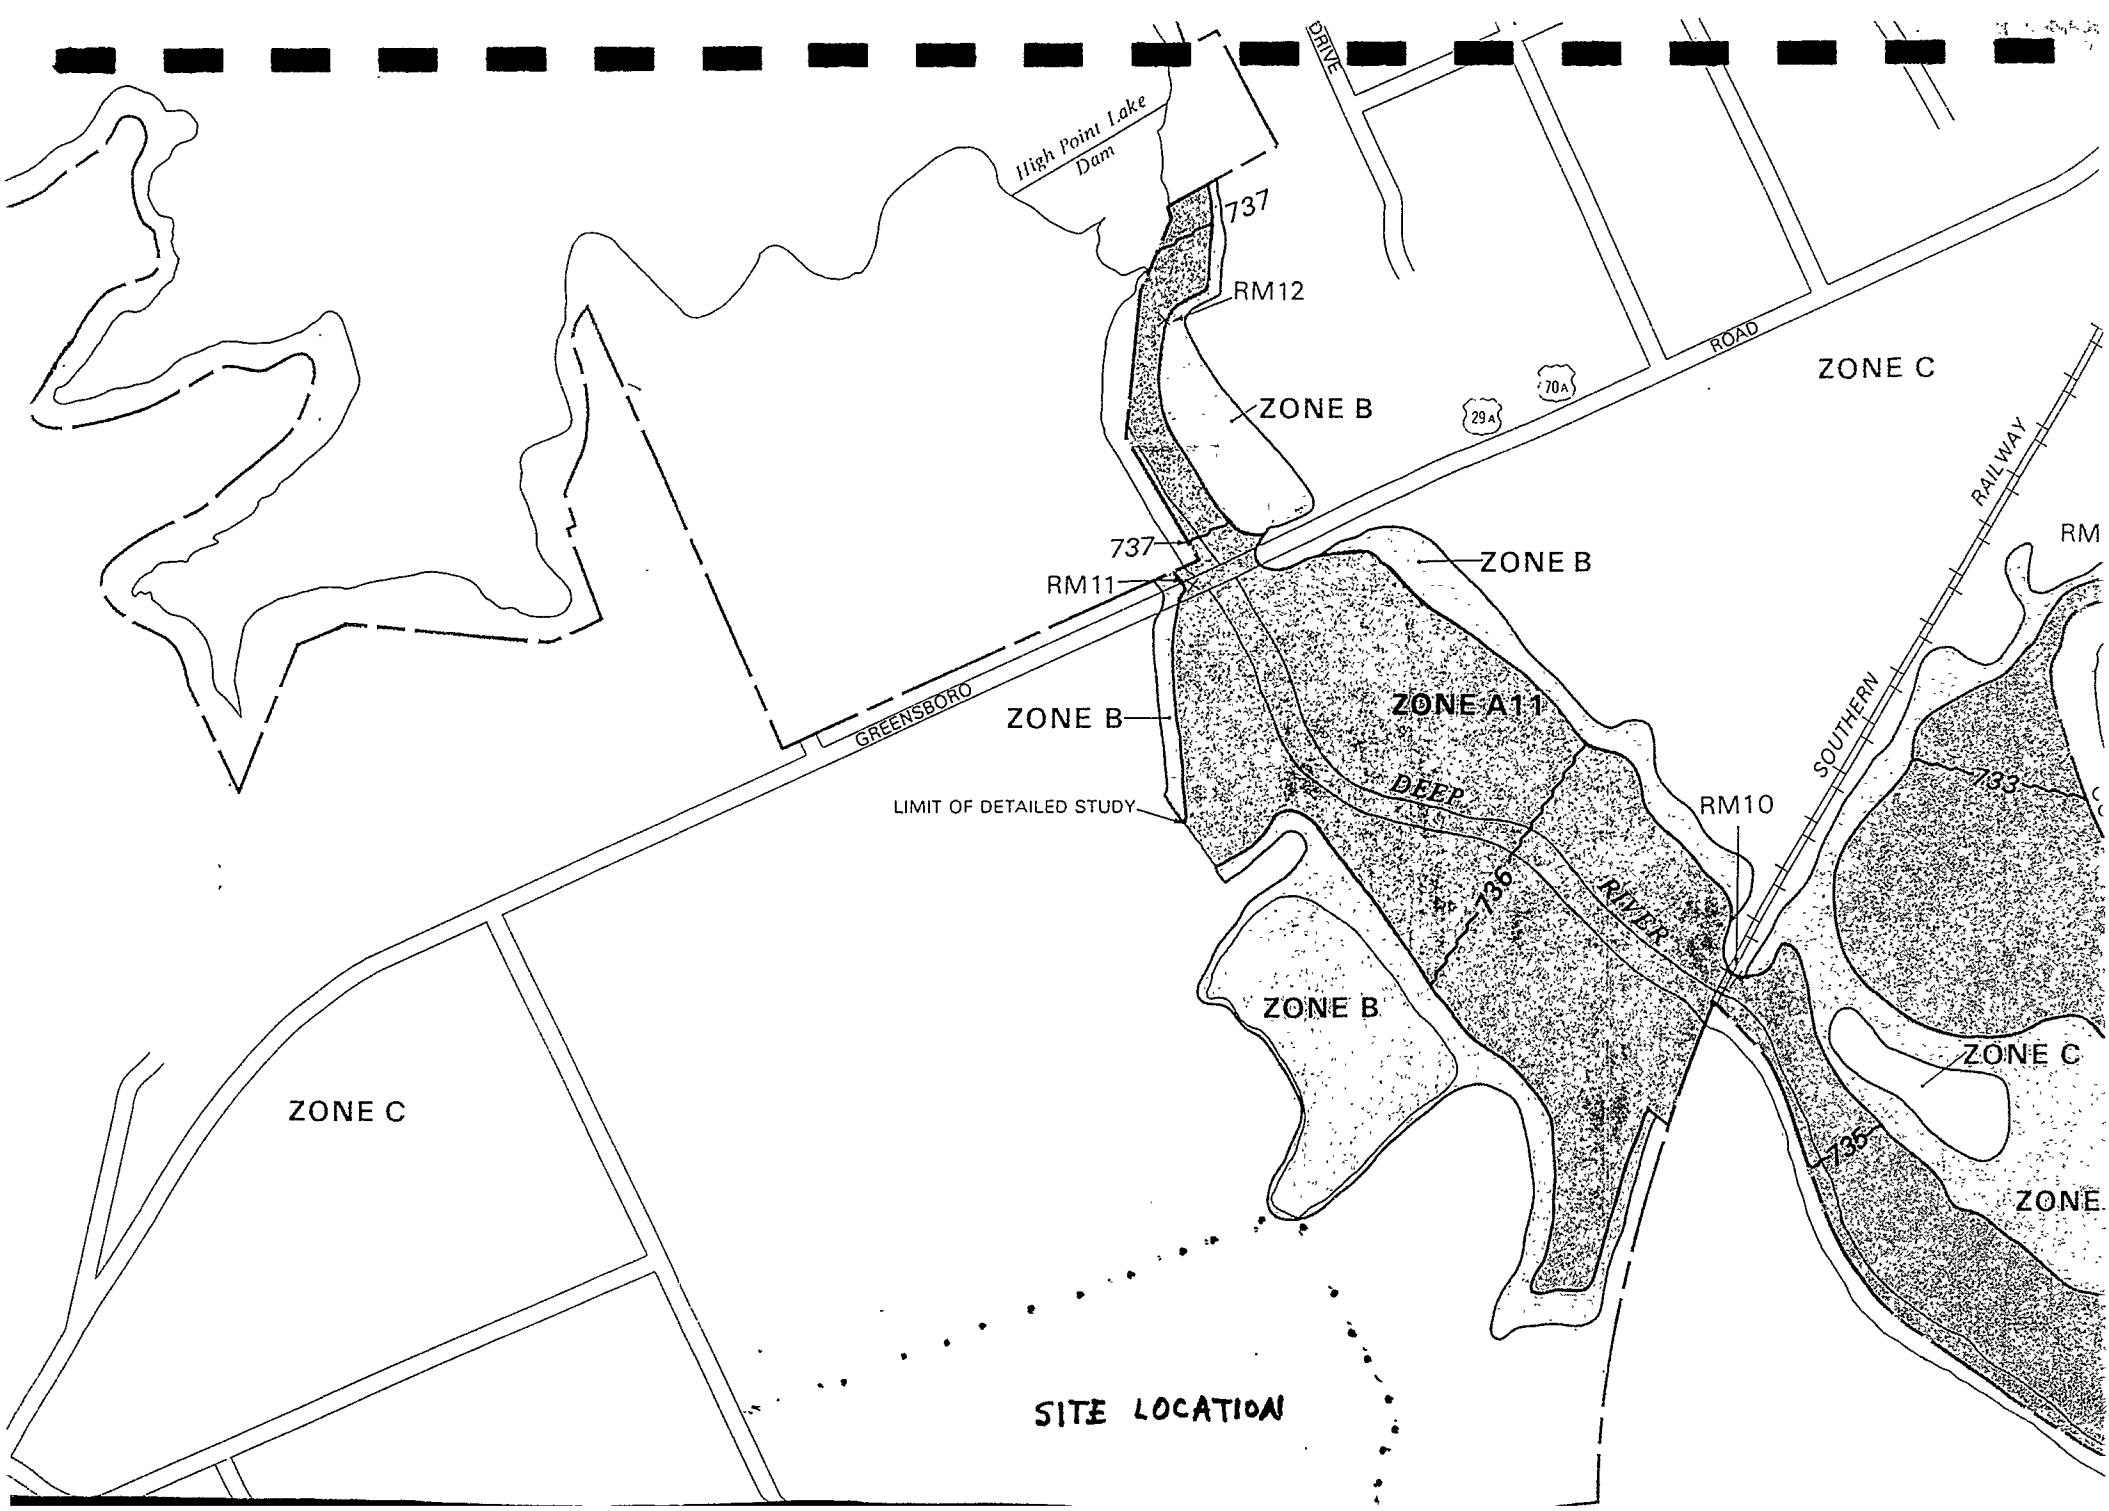 DRIVE
High Point Lake
Dam
737
RM12
ROAD
ZONE C
70A
29A
ZONE B
RAILWAY
RM
737
ZONE B
RM11
SOUTHERN
GREENSBORO
ZONE B
ZONE A11
733
DEEP
RM10
LIMIT OF DETAILED STUDY
736
RIVER
ZONE B
ZONE C
ZONE C
735
ZONE
SITE LOCATION